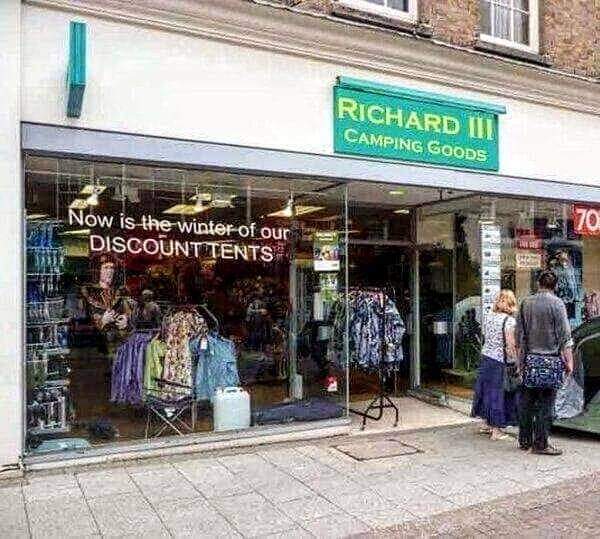 RICHARD III
CAMPING GOODS
Now is the winter of our
DISCOUNT TENTS
70